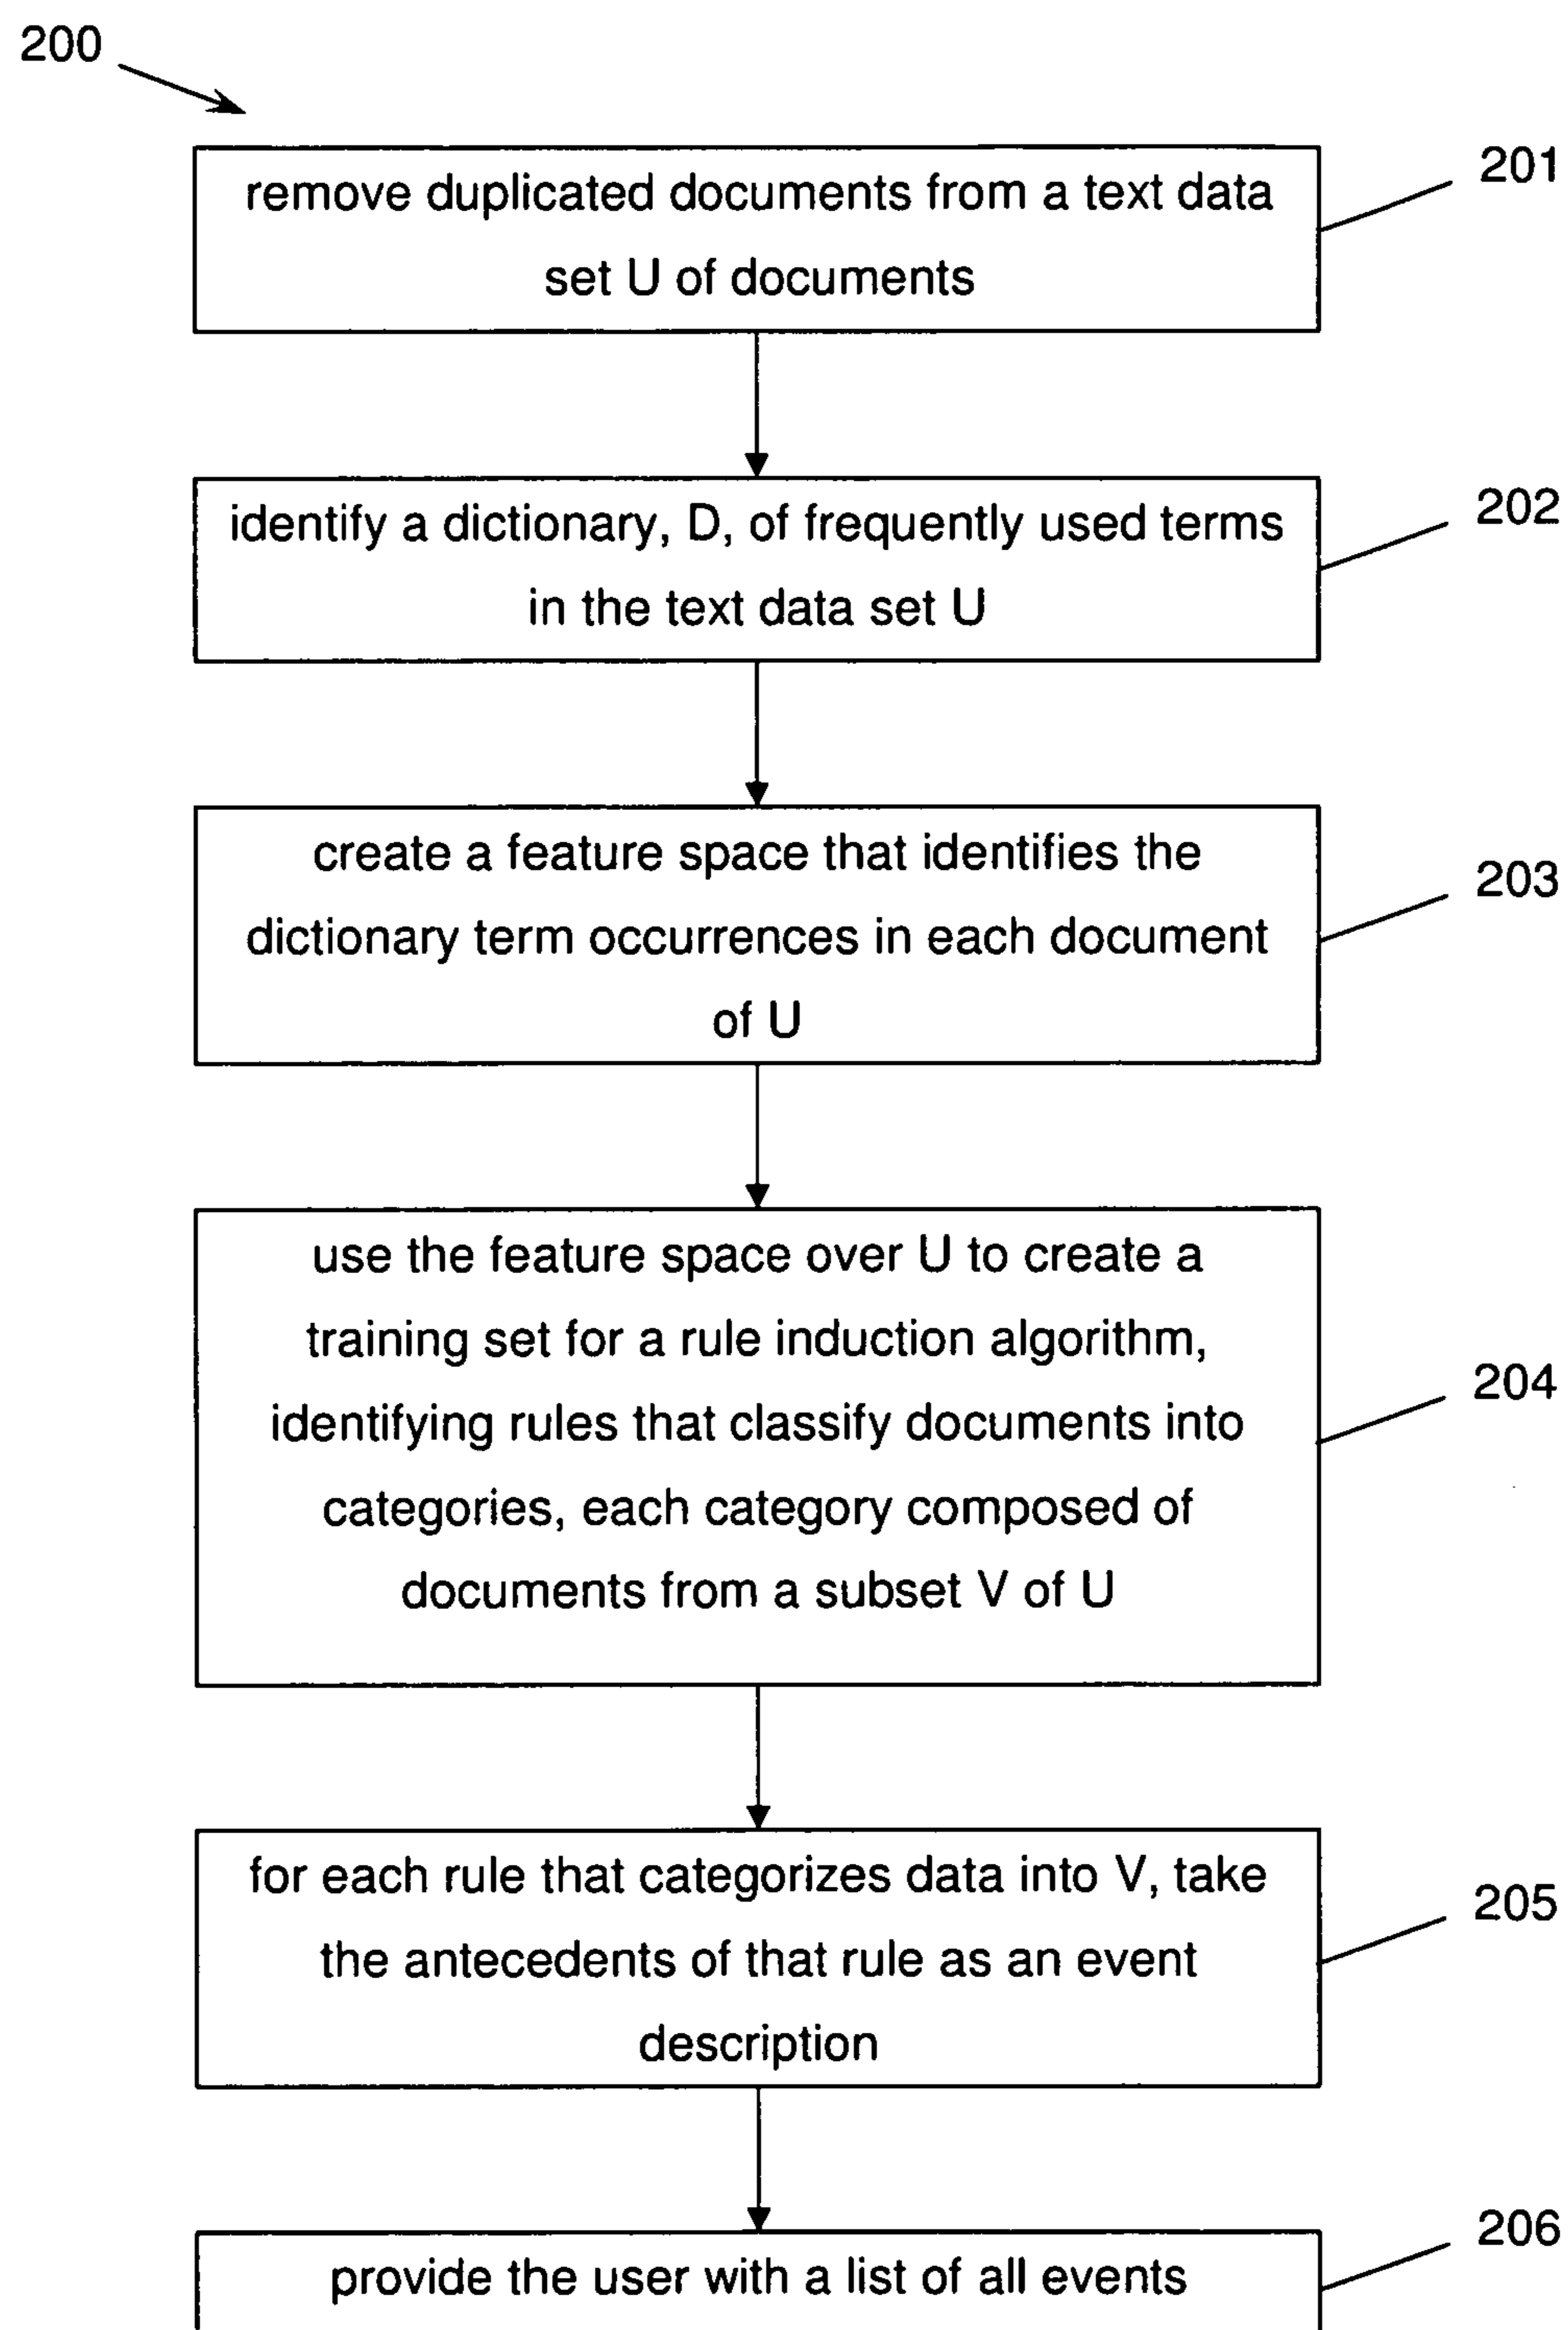 200
remove duplicated documents from a text data
set U of documents
201
identify a dictionary, D, of frequently used terms
in the text data set U
202
create a feature space that identifies the
dictionary term occurrences in each document
of U
203
use the feature space over U to create a
training set for a rule induction algorithm,
identifying rules that classify documents into
categories, each category composed of
documents from a subset V of U
204
for each rule that categorizes data into V, take
the antecedents of that rule as an event
description
205
provide the user with a list of all events
206